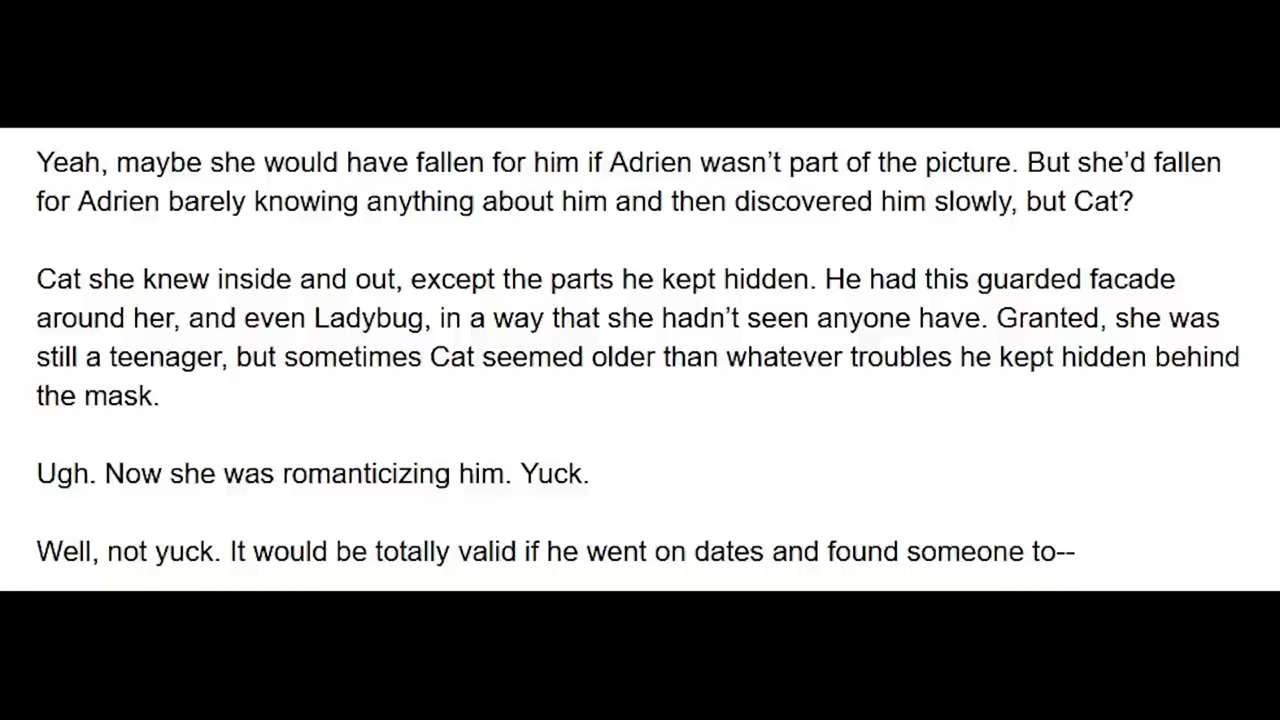 Yeah, maybe she would have fallen for him if Adrien wasn’t part of the picture. But she’d fallen
for Adrien barely knowing anything about him and then discovered him slowly, but Cat?
Cat she knew inside and out, except the parts he kept hidden. He had this guarded facade
around her, and even Ladybug, in a way that she hadn’t seen anyone have. Granted, she was
still a teenager, but sometimes Cat seemed older than whatever troubles he kept hidden behind
the mask.
Ugh. Now she was romanticizing him. Yuck.
Well, not yuck. It would be totally valid if he went on dates and found someone to--